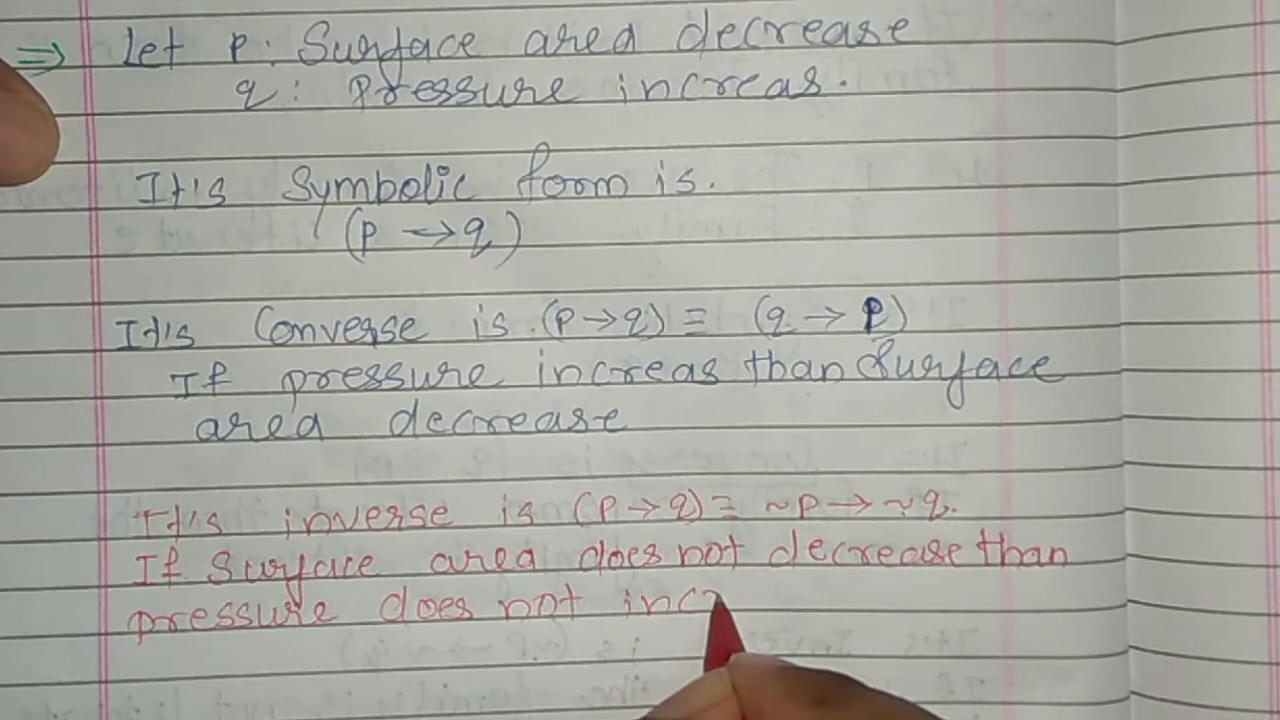 ⇒ Let p: Surface area decrease
q: pressure increas.
It's Symbolic form is.
(p → q)
It's Converse is. (p → q) ≡ (q → p)
If pressure increas than Surface
area decrease
It's inverse is (p → q) = ~p → ~q.
If Surface area does not decrease than
pressure does not inc